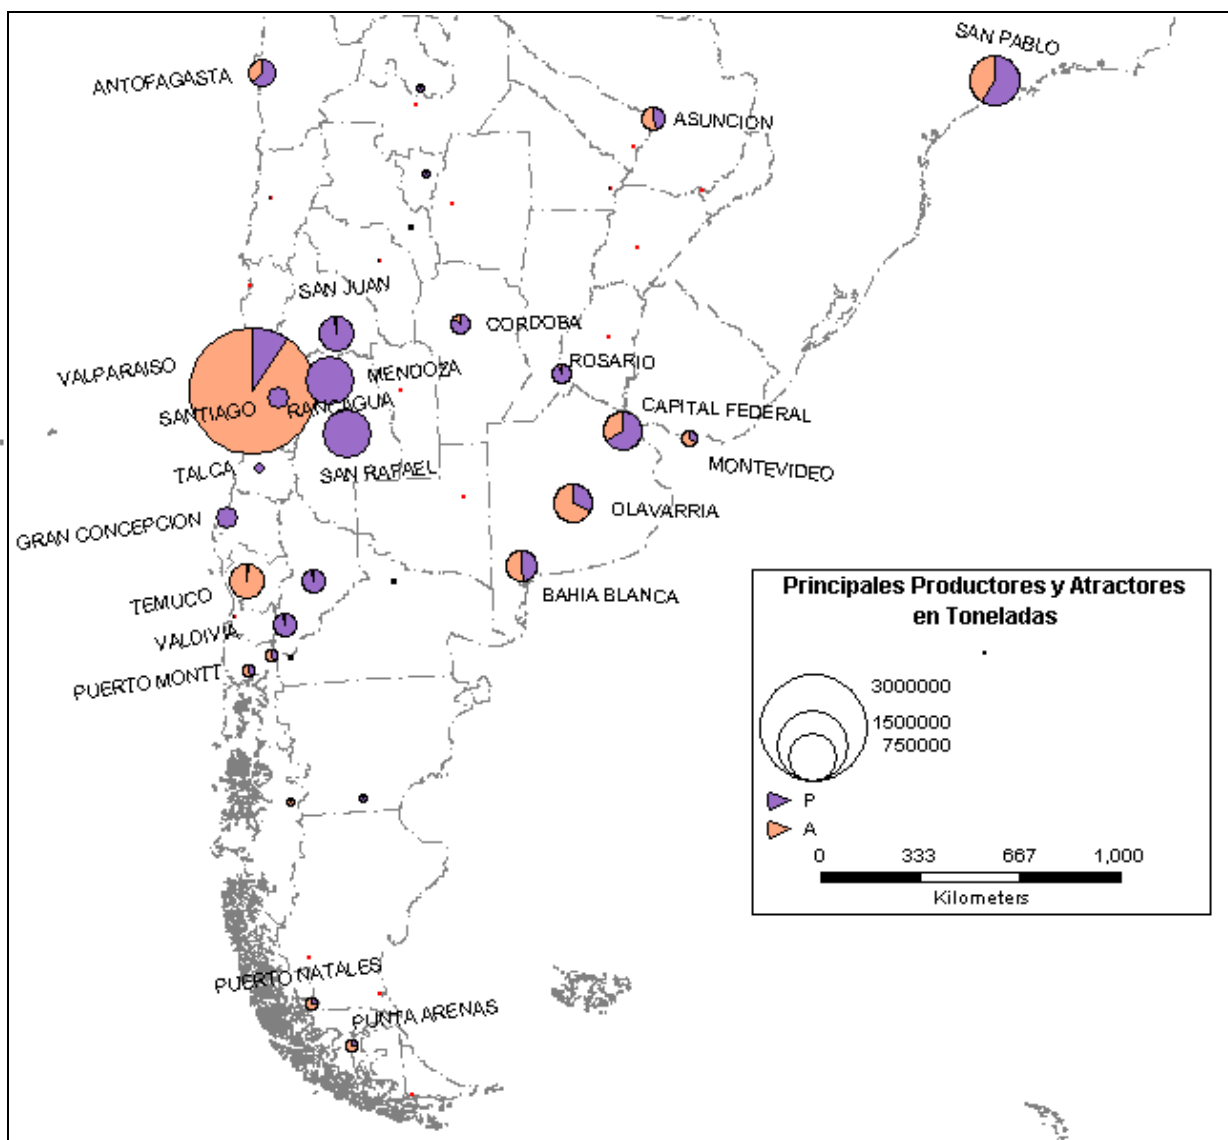 SAN PABLO
ANTOFAGASTA
ASUNCION
SAN JUAN
CORDOBA
VALPARAISO
MENDOZA
ROSARIO
SANTIAGO
RANCAGUA
CAPITAL FEDERAL
TALCA
SAN RAFAEL
MONTEVIDEO
GRAN CONCEPCION
OLAVARRIA
TEMUCO
BAHIA BLANCA
VALDIVIA
PUERTO MONTT
Principales Productores y Atractores
en Toneladas
3000000
1500000
750000
P
A
0 333 667 1,000
Kilometers
PUERTO NATALES
PUNTA ARENAS